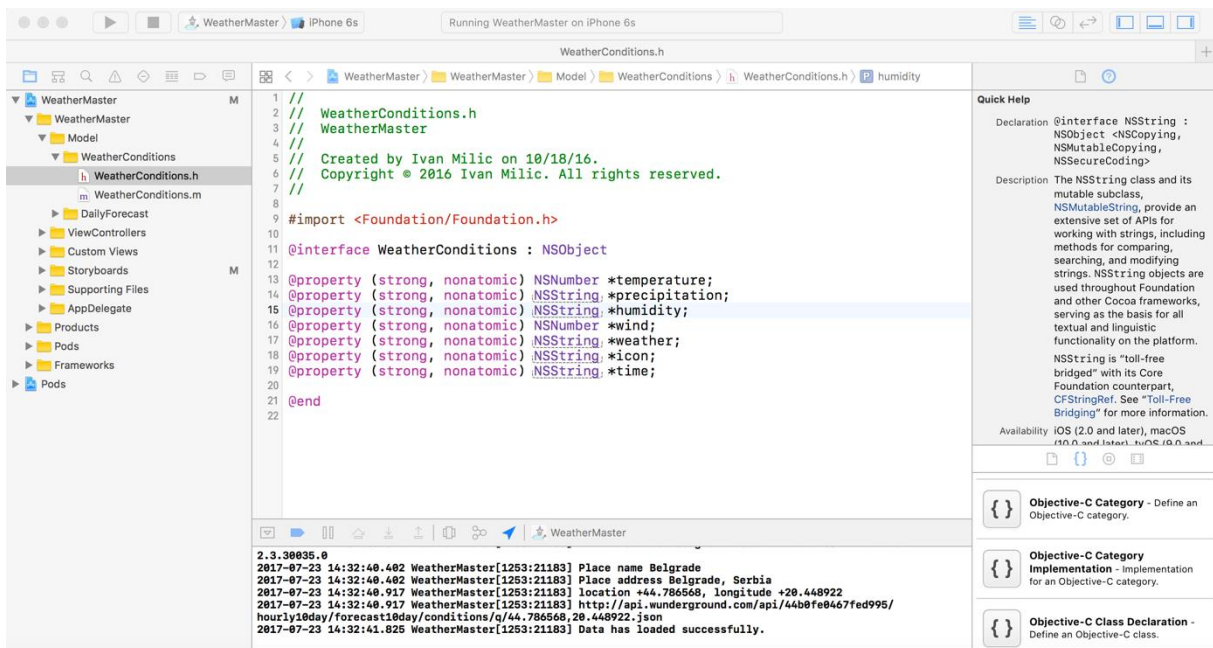 WeatherMaster
iPhone 6s
Running WeatherMaster on iPhone 6s
WeatherConditions.h
WeatherMaster M
WeatherMaster
Model
WeatherConditions
h WeatherConditions.h
m WeatherConditions.m
DailyForecast
ViewControllers
Custom Views
Storyboards M
Supporting Files
AppDelegate
Products
Pods
Frameworks
Pods
WeatherMaster WeatherMaster Model WeatherConditions h WeatherConditions.h P humidity
1 //
2 //  WeatherConditions.h
3 //  WeatherMaster
4 //
5 //  Created by Ivan Milic on 10/18/16.
6 //  Copyright © 2016 Ivan Milic. All rights reserved.
7 //
8
9 #import <Foundation/Foundation.h>
10
11 @interface WeatherConditions : NSObject
12
13 @property (strong, nonatomic) NSNumber *temperature;
14 @property (strong, nonatomic) NSString *precipitation;
15 @property (strong, nonatomic) NSString *humidity;
16 @property (strong, nonatomic) NSNumber *wind;
17 @property (strong, nonatomic) NSString *weather;
18 @property (strong, nonatomic) NSString *icon;
19 @property (strong, nonatomic) NSString *time;
20
21 @end
22
WeatherMaster
2.3.30035.0
2017-07-23 14:32:40.402 WeatherMaster[1253:21183] Place name Belgrade
2017-07-23 14:32:40.402 WeatherMaster[1253:21183] Place address Belgrade, Serbia
2017-07-23 14:32:40.917 WeatherMaster[1253:21183] location +44.786568, longitude +20.448922
2017-07-23 14:32:40.917 WeatherMaster[1253:21183] http://api.wunderground.com/api/44b0fe0467fed995/
hourly10day/forecast10day/conditions/q/44.786568,20.448922.json
2017-07-23 14:32:41.825 WeatherMaster[1253:21183] Data has loaded successfully.
Quick Help
Declaration @interface NSString :
NSObject <NSCopying,
NSMutableCopying,
NSSecureCoding>
Description The NSString class and its
mutable subclass,
NSMutableString, provide an
extensive set of APIs for
working with strings, including
methods for comparing,
searching, and modifying
strings. NSString objects are
used throughout Foundation
and other Cocoa frameworks,
serving as the basis for all
textual and linguistic
functionality on the platform.
NSString is “toll-free
bridged” with its Core
Foundation counterpart,
CFStringRef. See “Toll-Free
Bridging” for more information.
Availability iOS (2.0 and later), macOS
(10.0 and later), tvOS (9.0 and
{ } Objective-C Category - Define an
Objective-C category.
{ } Objective-C Category
Implementation - Implementation
for an Objective-C category.
{ } Objective-C Class Declaration -
Define an Objective-C class.